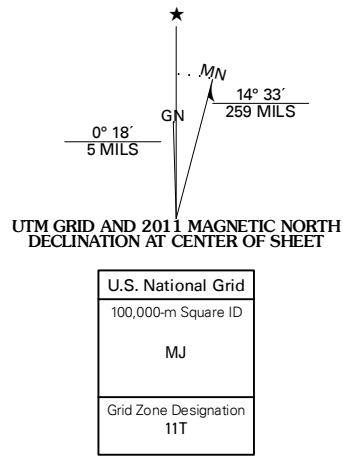 ★
MN
GN
14° 33´
259 MILS
0° 18´
5 MILS
UTM GRID AND 2011 MAGNETIC NORTH
DECLINATION AT CENTER OF SHEET
U.S. National Grid
100,000-m Square ID
MJ
Grid Zone Designation
11T